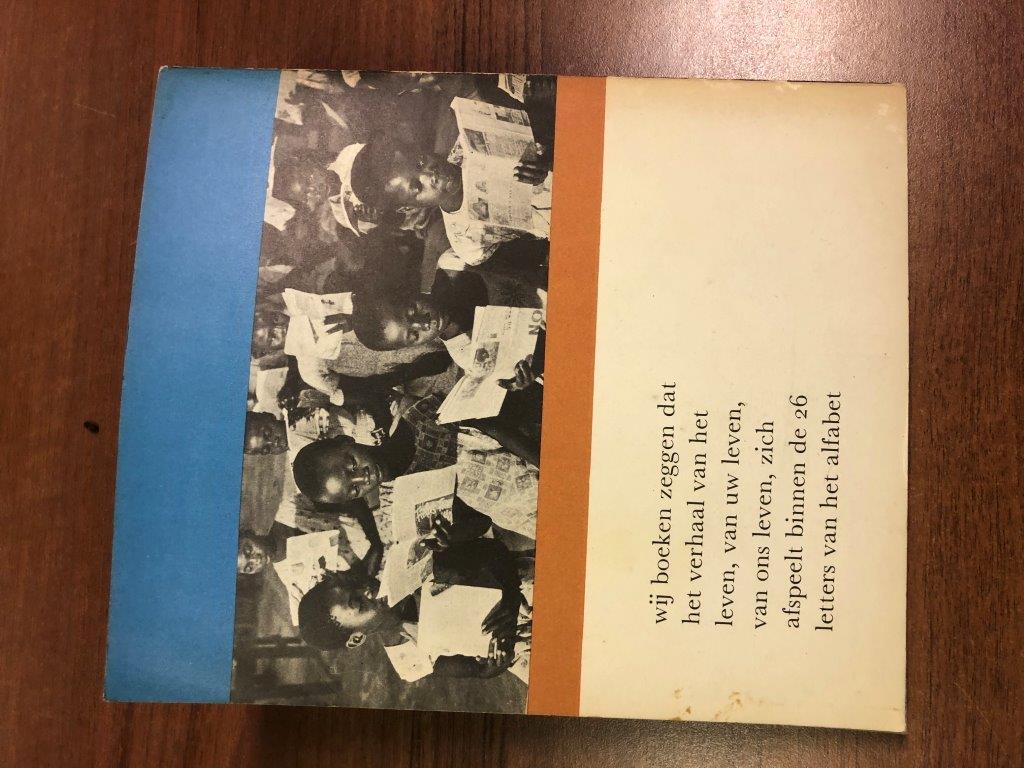 wij boeken zeggen dat
het verhaal van het
leven, van uw leven,
van ons leven, zich
afspeelt binnen de 26
letters van het alfabet